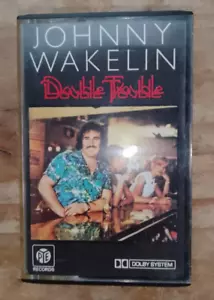 JOHNNY
WAKELIN
Double Trouble
PYE
RECORDS
DOLBY SYSTEM